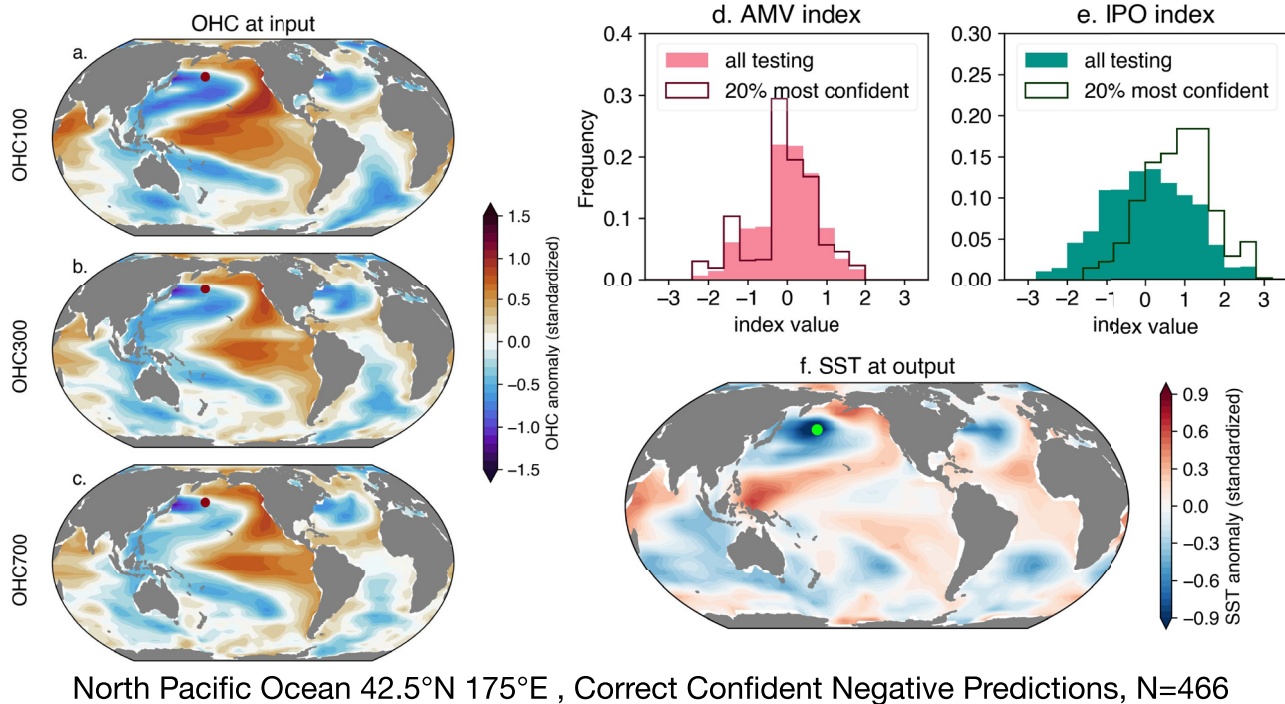 OHC at input
a.
OHC100
b.
OHC300
c.
OHC700
1.5
1.0
0.5
0.0
−0.5
−1.0
−1.5
OHC anomaly (standardized)
d. AMV index
0.4
0.3
0.2
0.1
0.0
Frequency
all testing
20% most confident
−3 −2 −1 0 1 2 3
index value
e. IPO index
0.30
0.25
0.20
0.15
0.10
0.05
0.00
all testing
20% most confident
−3 −2 −1 0 1 2 3
index value
f. SST at output
0.9
0.6
0.3
0.0
−0.3
−0.6
−0.9
SST anomaly (standardized)
North Pacific Ocean 42.5°N 175°E , Correct Confident Negative Predictions, N=466